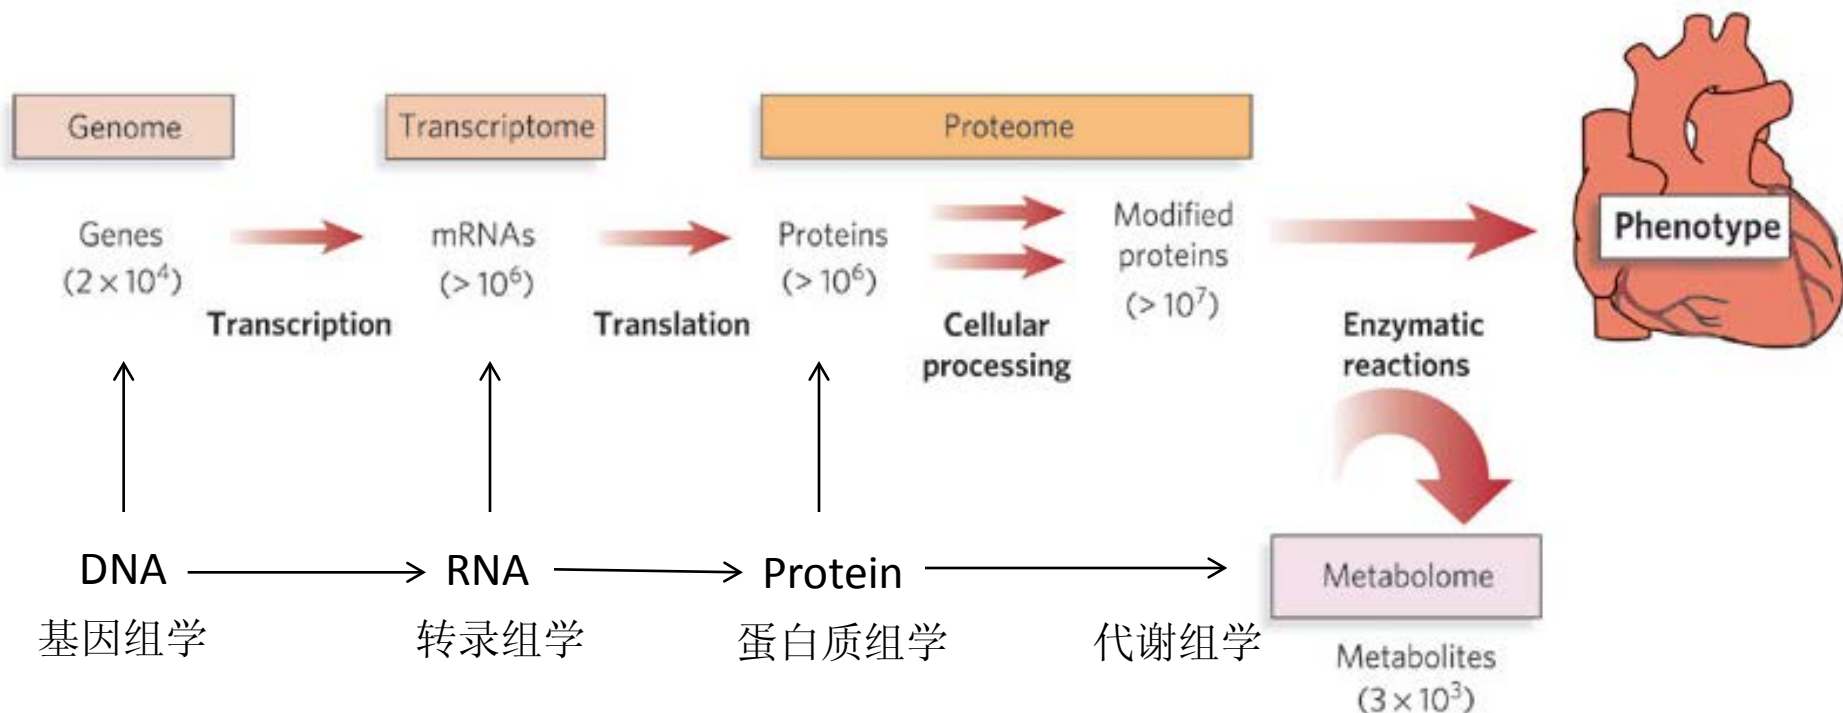 Genome
Transcriptome
Proteome
Genes
(2 × 10⁴)
Transcription
mRNAs
(> 10⁶)
Translation
Proteins
(> 10⁶)
Cellular
processing
Modified
proteins
(> 10⁷)
Enzymatic
reactions
Phenotype
DNA
RNA
Protein
Metabolome
基因组学
转录组学
蛋白质组学
代谢组学
Metabolites
(3 × 10³)